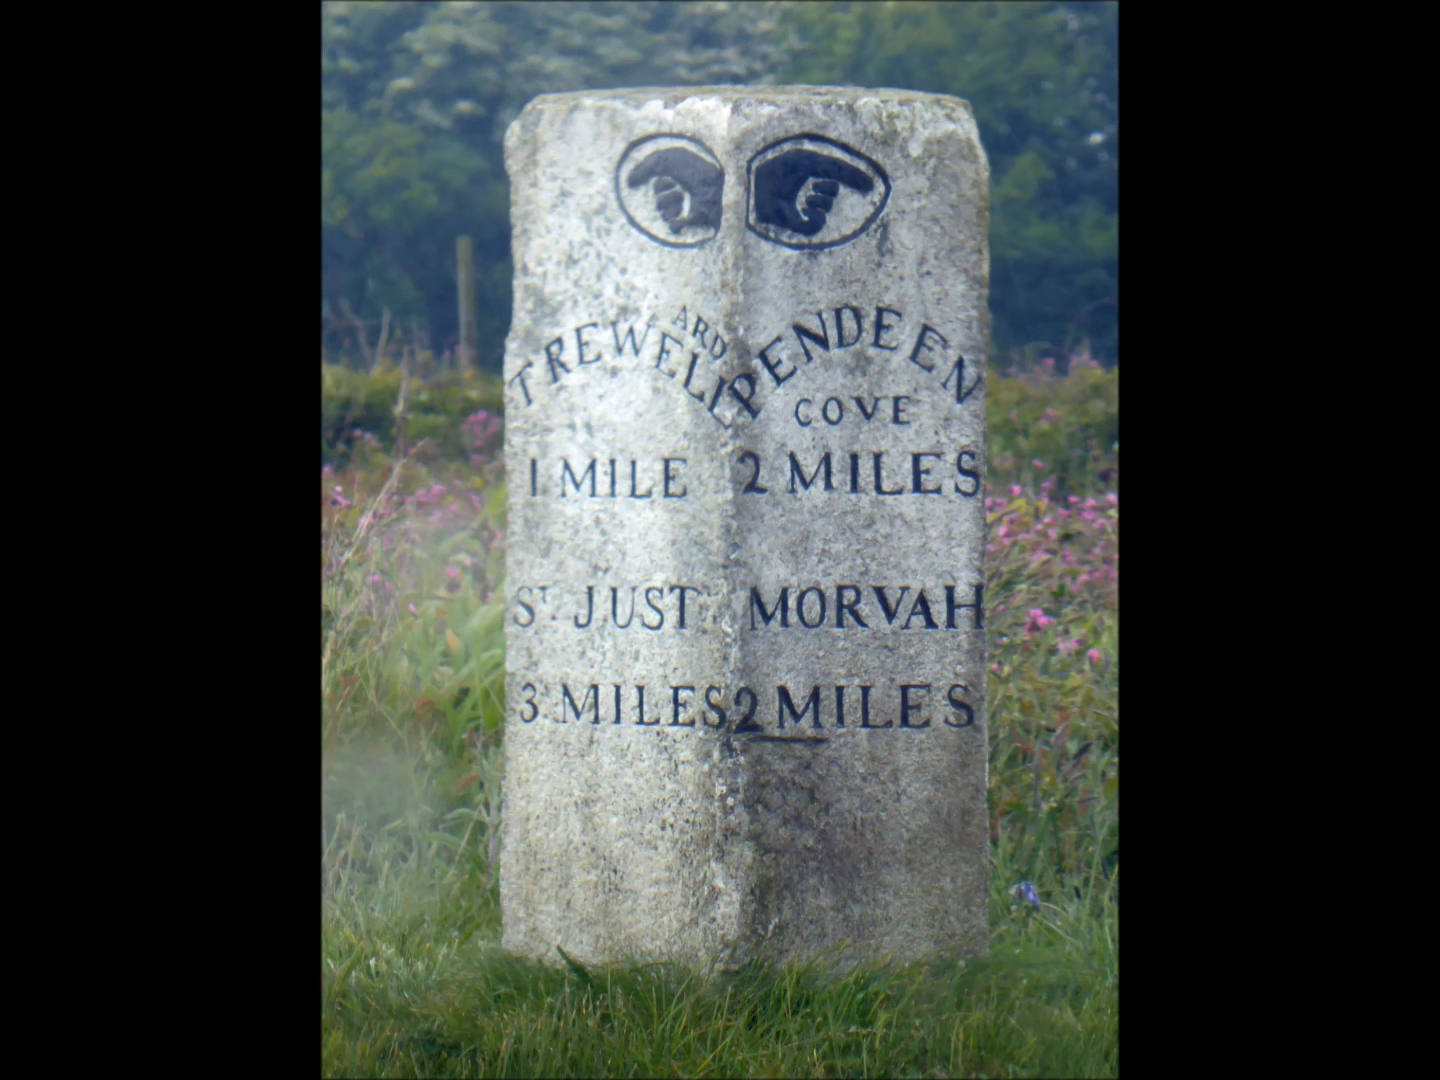 TREWELLARD
1 MILE
ST JUST
3 MILES
PENDEEN
COVE
2 MILES
MORVAH
2 MILES